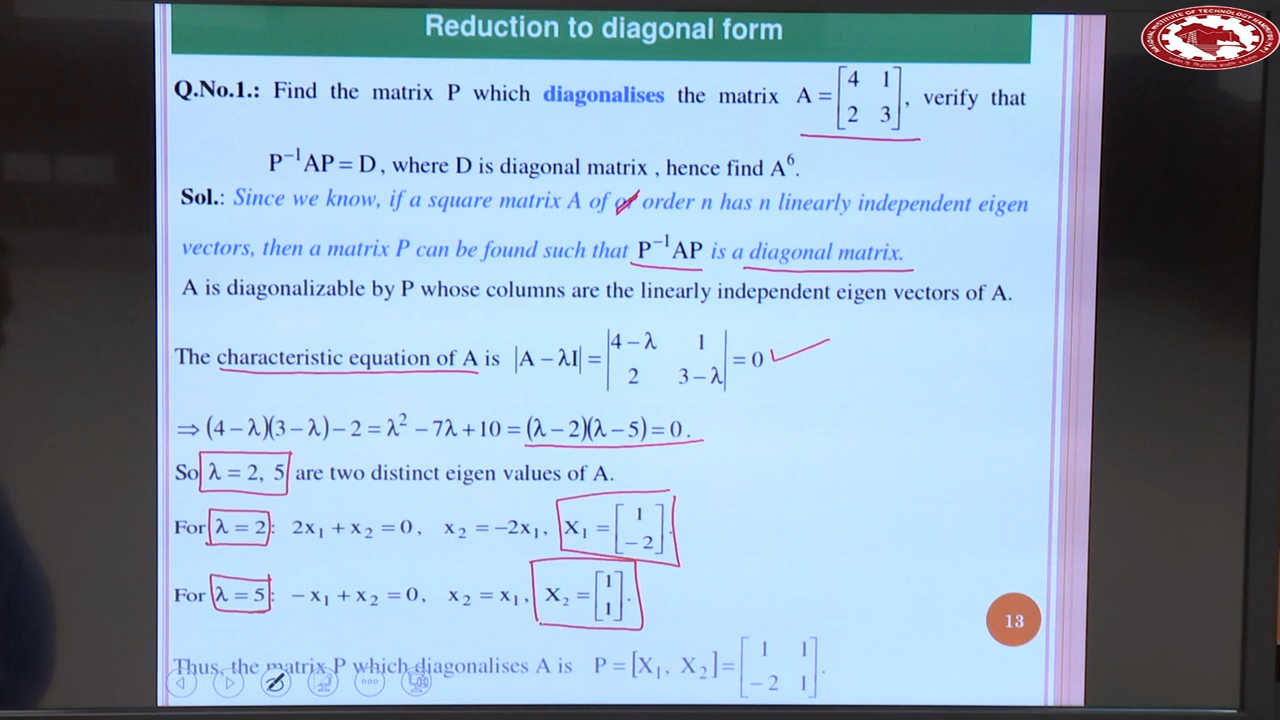 Reduction to diagonal form
NATIONAL INSTITUTE OF TECHNOLOGY HAMIRPUR
Q.No.1.: Find the matrix P which diagonalises the matrix A = [4 1; 2 3], verify that
P⁻¹AP = D, where D is diagonal matrix, hence find A⁶.
Sol.: Since we know, if a square matrix A of or order n has n linearly independent eigen
vectors, then a matrix P can be found such that P⁻¹AP is a diagonal matrix.
A is diagonalizable by P whose columns are the linearly independent eigen vectors of A.
The characteristic equation of A is |A − λI| = |4−λ 1; 2 3−λ| = 0
⇒ (4−λ)(3−λ)−2 = λ² −7λ+10 = (λ−2)(λ−5) = 0.
So λ = 2, 5 are two distinct eigen values of A.
For λ = 2: 2x₁ + x₂ = 0, x₂ = −2x₁, X₁ = [1; −2].
For λ = 5: −x₁ + x₂ = 0, x₂ = x₁, X₂ = [1; 1].
13
Thus, the matrix P which diagonalises A is P = [X₁, X₂] = [1 1; −2 1].